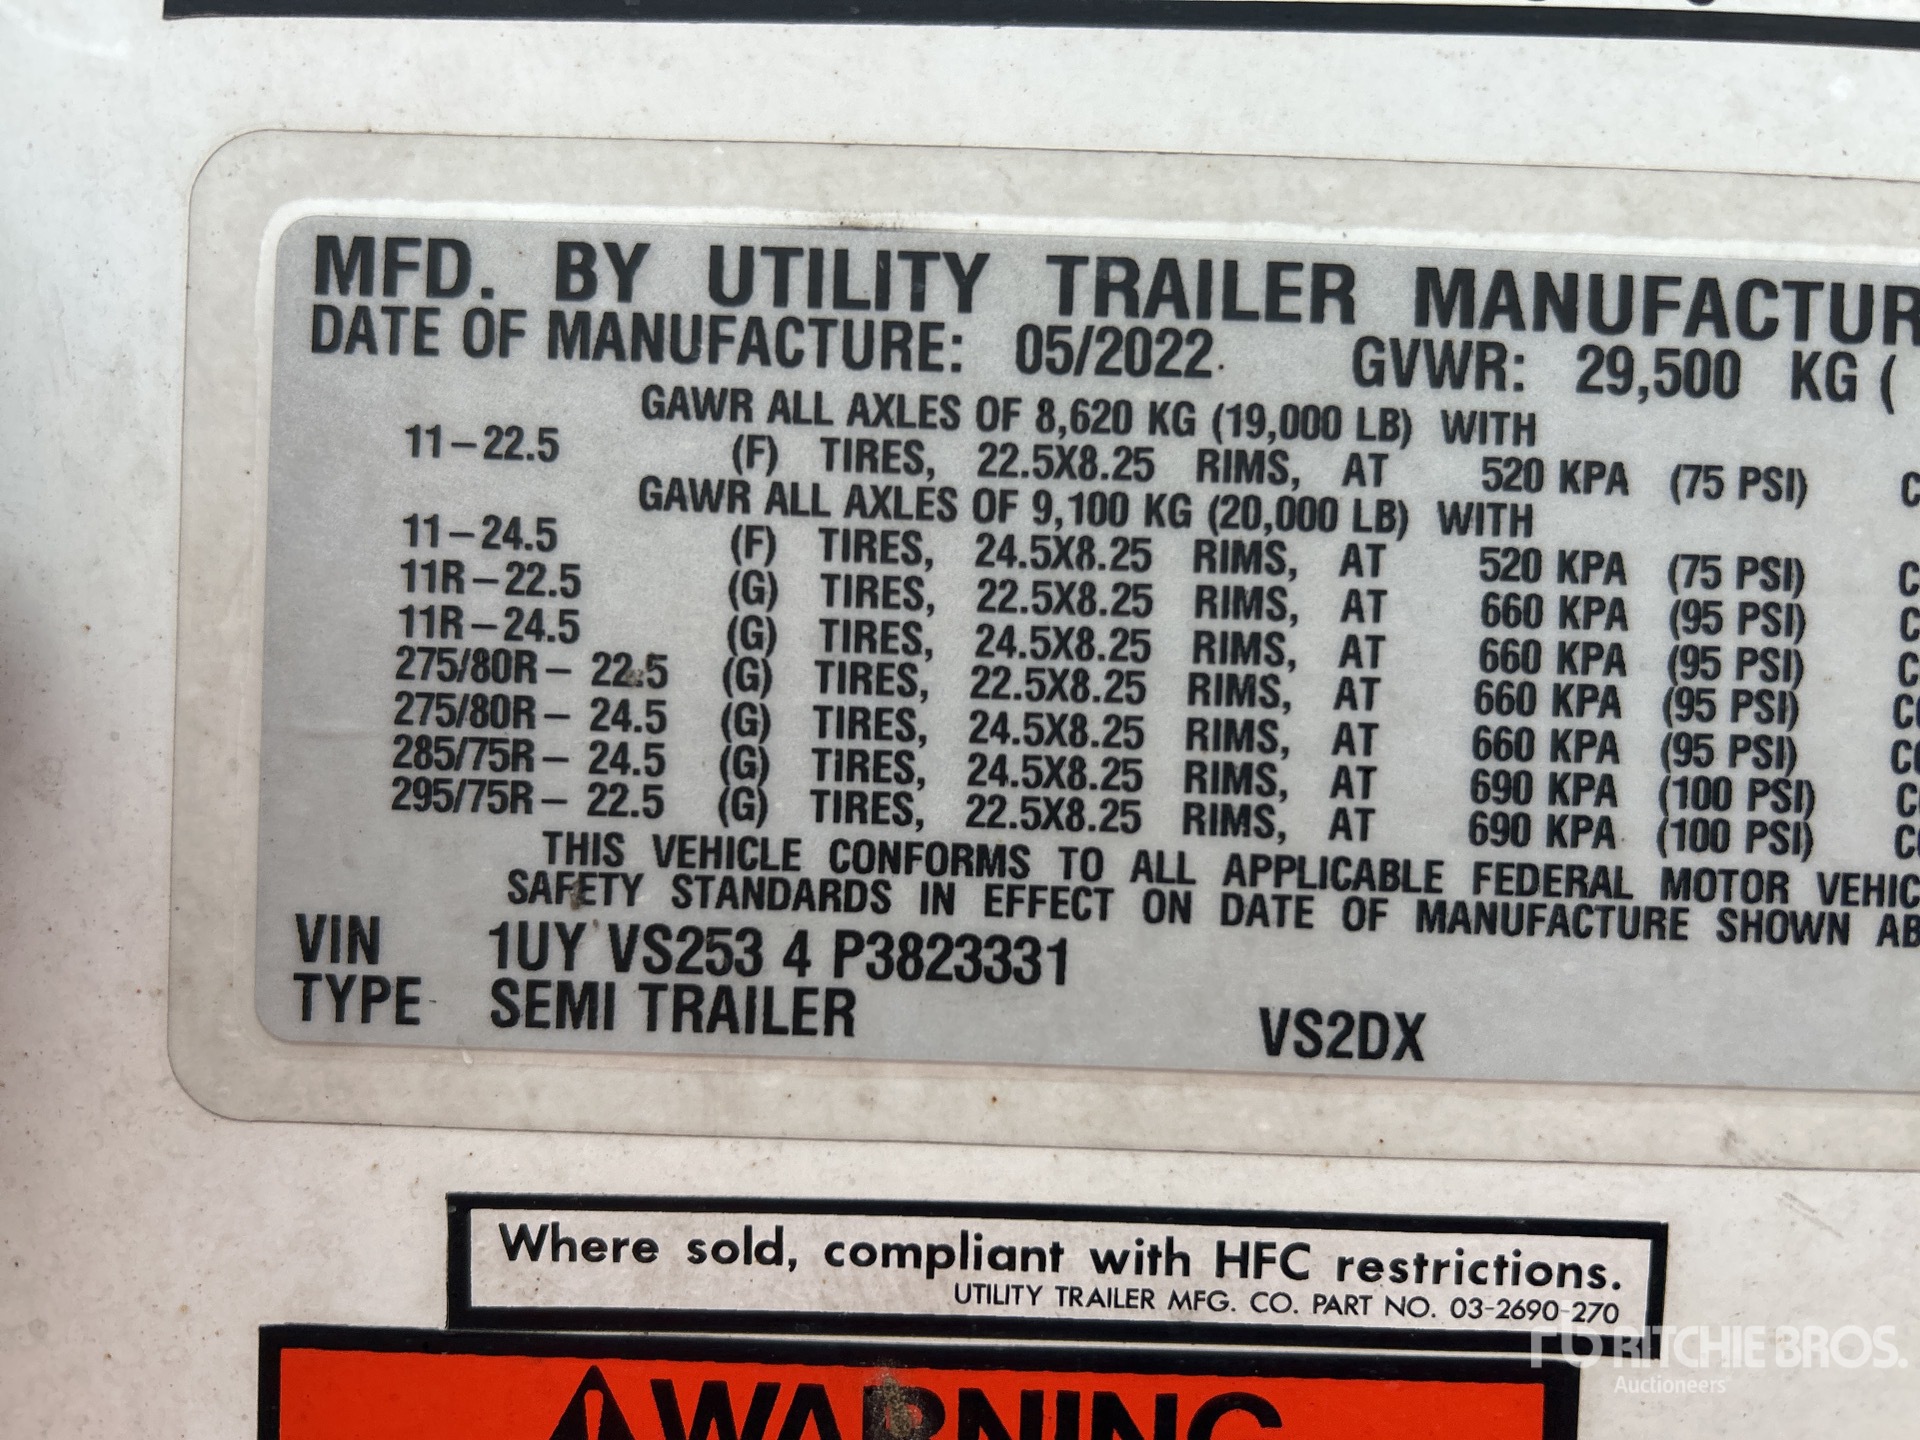 MFD. BY UTILITY TRAILER MANUFACTUR
DATE OF MANUFACTURE: 05/2022 GVWR: 29,500 KG (
GAWR ALL AXLES OF 8,620 KG (19,000 LB) WITH
11-22.5 (F) TIRES, 22.5X8.25 RIMS, AT 520 KPA (75 PSI) C
GAWR ALL AXLES OF 9,100 KG (20,000 LB) WITH
11-24.5 (F) TIRES, 24.5X8.25 RIMS, AT 520 KPA (75 PSI) C
11R-22.5 (G) TIRES, 22.5X8.25 RIMS, AT 660 KPA (95 PSI) C
11R-24.5 (G) TIRES, 24.5X8.25 RIMS, AT 660 KPA (95 PSI) C
275/80R- 22.5 (G) TIRES, 22.5X8.25 RIMS, AT 660 KPA (95 PSI) C
275/80R- 24.5 (G) TIRES, 24.5X8.25 RIMS, AT 660 KPA (95 PSI) C
285/75R- 24.5 (G) TIRES, 24.5X8.25 RIMS, AT 690 KPA (100 PSI) C
295/75R- 22.5 (G) TIRES, 22.5X8.25 RIMS, AT 690 KPA (100 PSI) C
THIS VEHICLE CONFORMS TO ALL APPLICABLE FEDERAL MOTOR VEHIC
SAFETY STANDARDS IN EFFECT ON DATE OF MANUFACTURE SHOWN AB
VIN 1UY VS253 4 P3823331
TYPE SEMI TRAILER VS2DX
Where sold, compliant with HFC restrictions.
UTILITY TRAILER MFG. CO. PART NO. 03-2690-270
RITCHIE BROS.
Auctioneers
WARNING